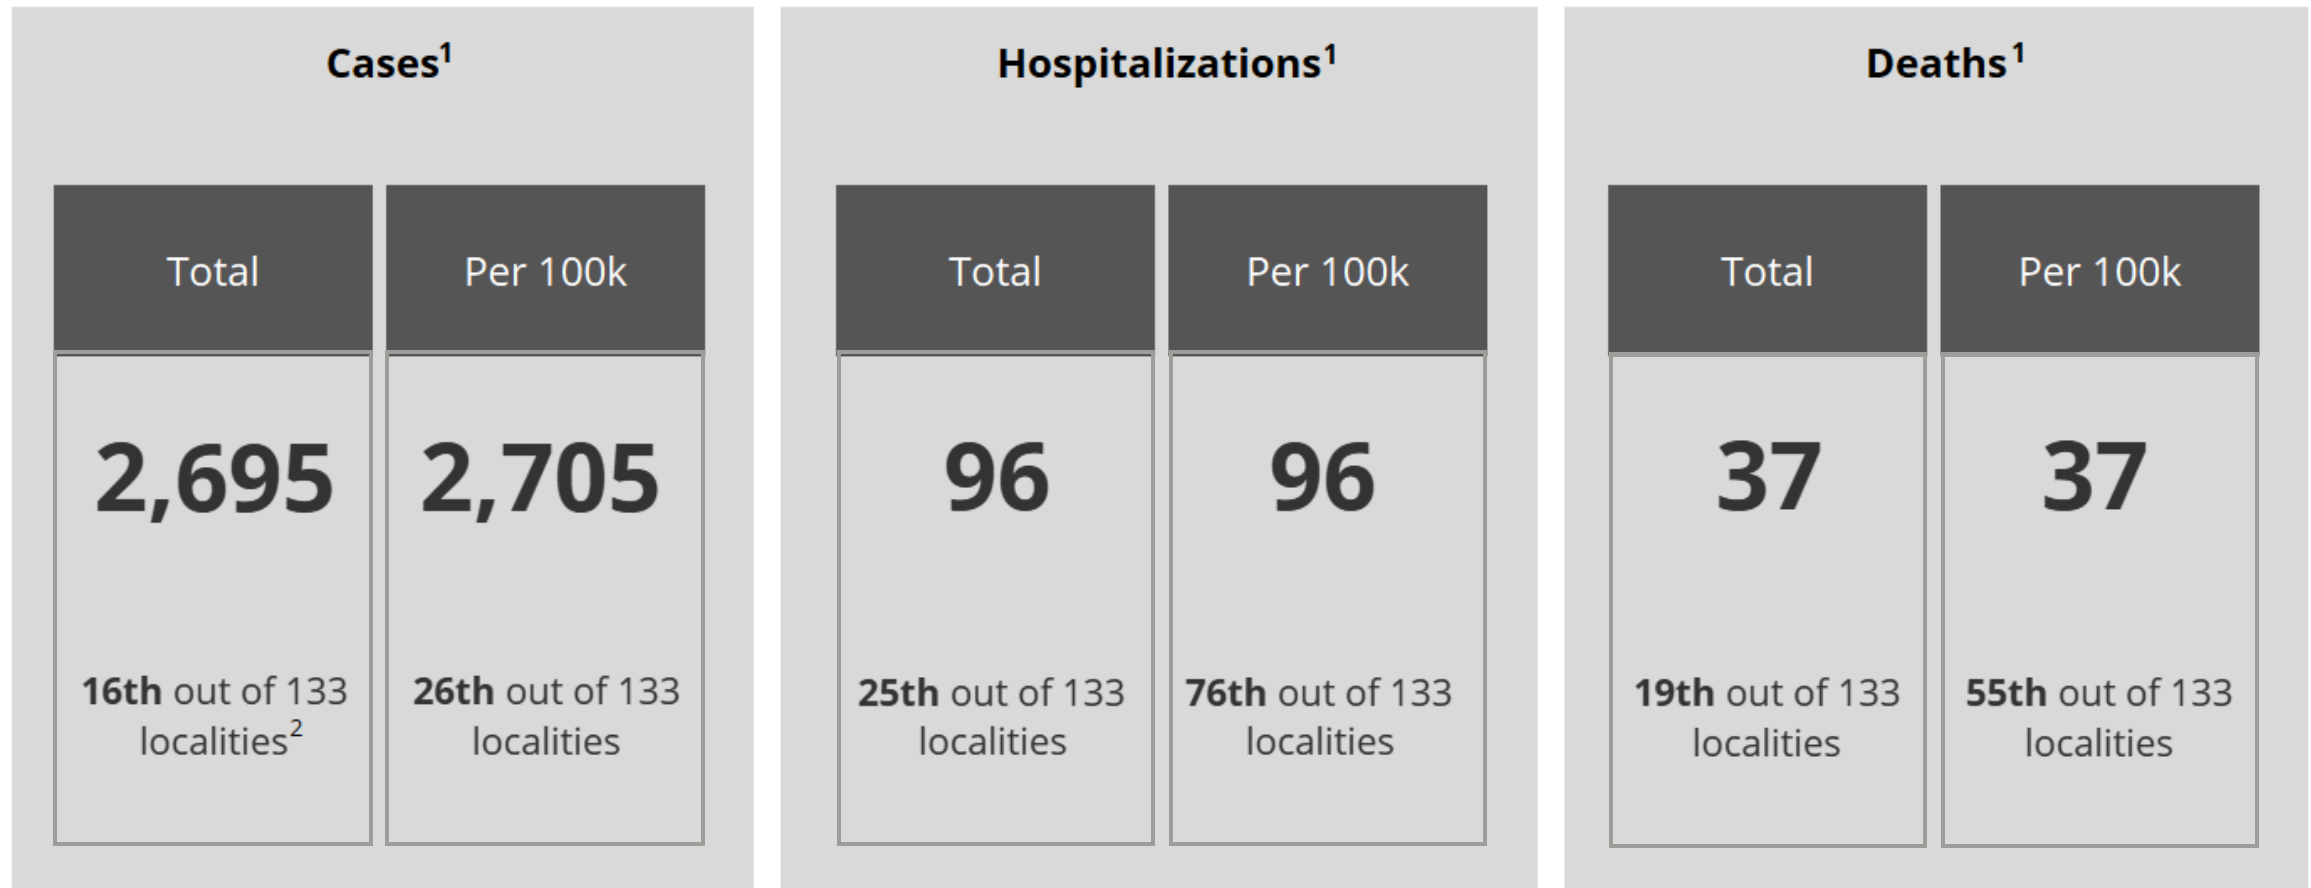 Cases¹
Total
Per 100k
2,695
2,705
16th out of 133
localities²
26th out of 133
localities
Hospitalizations¹
Total
Per 100k
96
96
25th out of 133
localities
76th out of 133
localities
Deaths¹
Total
Per 100k
37
37
19th out of 133
localities
55th out of 133
localities